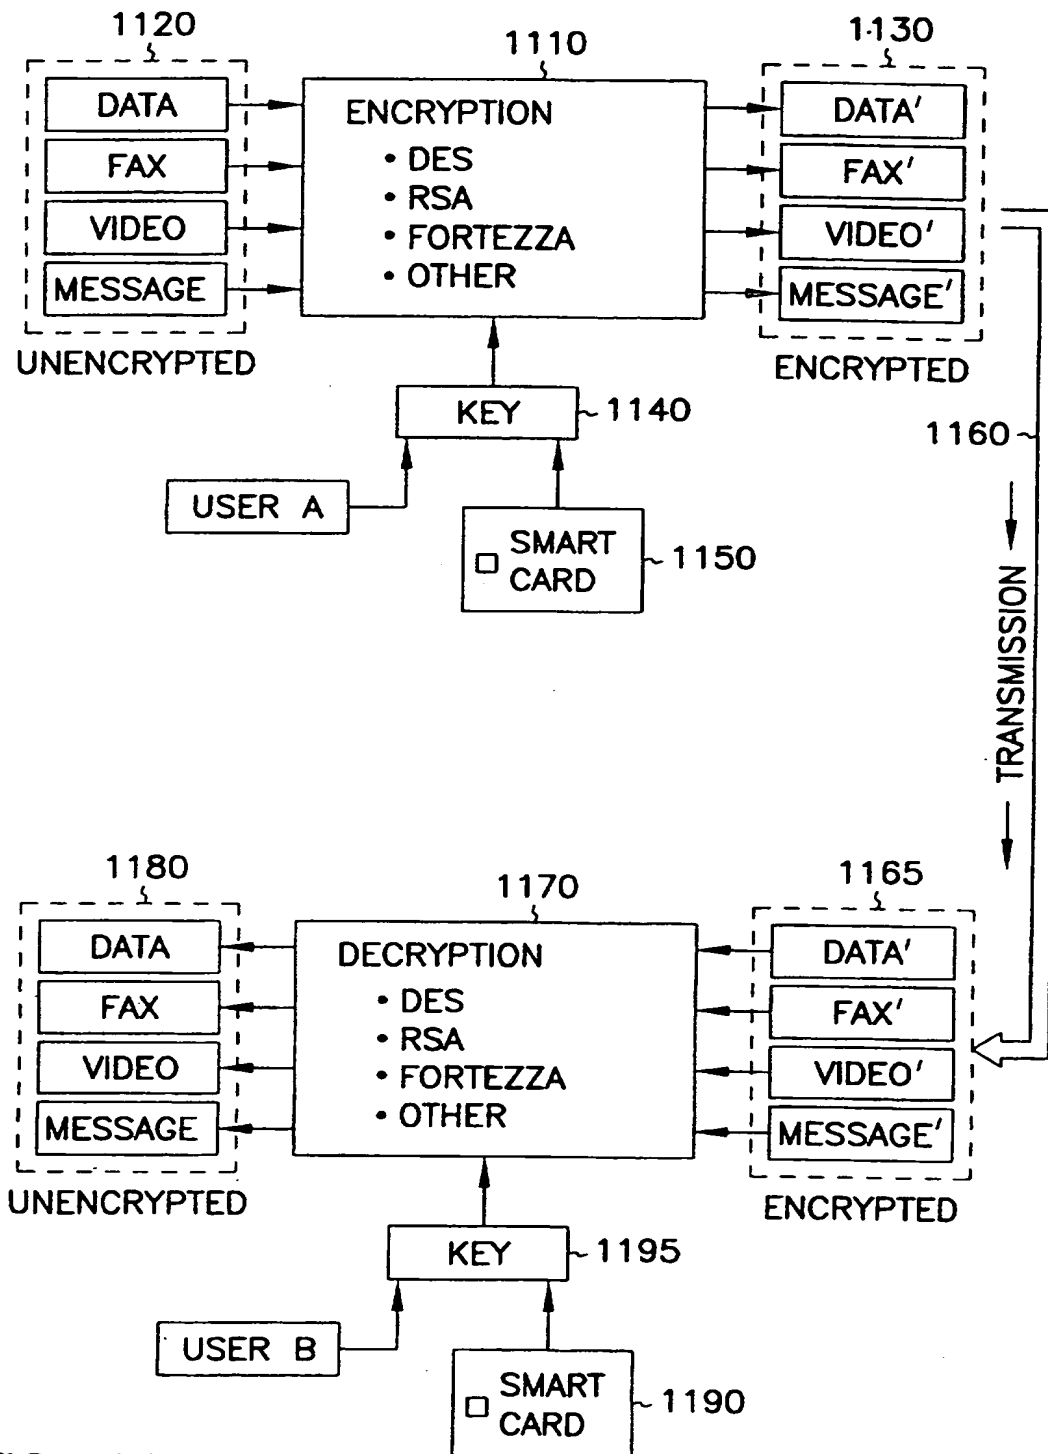 1120
1110
1130
DATA
FAX
VIDEO
MESSAGE
UNENCRYPTED
ENCRYPTION
• DES
• RSA
• FORTEZZA
• OTHER
DATA'
FAX'
VIDEO'
MESSAGE'
ENCRYPTED
KEY
1140
1160
USER A
SMART
CARD
1150
TRANSMISSION
1180
1170
1165
DATA
FAX
VIDEO
MESSAGE
UNENCRYPTED
DECRYPTION
• DES
• RSA
• FORTEZZA
• OTHER
DATA'
FAX'
VIDEO'
MESSAGE'
ENCRYPTED
KEY
1195
USER B
SMART
CARD
1190